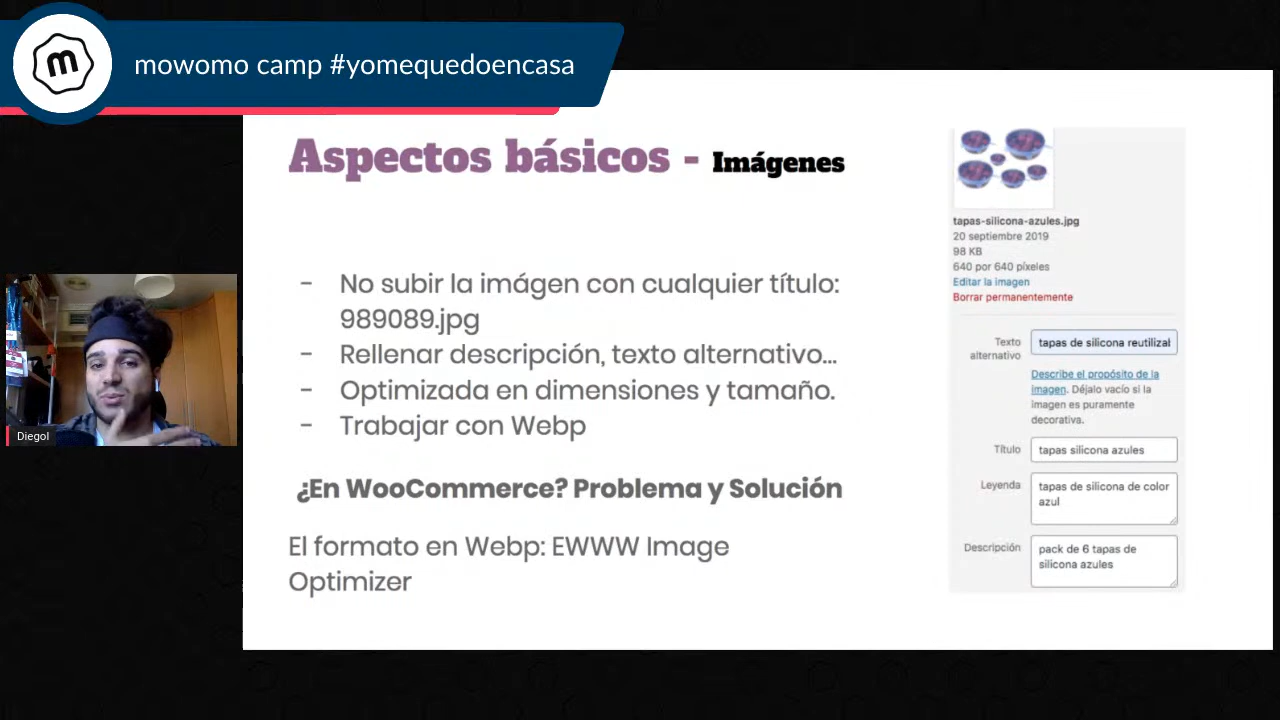 m
mowomo camp #yomequedoencasa
Aspectos básicos - Imágenes
- No subir la imágen con cualquier título:
989089.jpg
- Rellenar descripción, texto alternativo...
- Optimizada en dimensiones y tamaño.
- Trabajar con Webp
¿En WooCommerce? Problema y Solución
El formato en Webp: EWWW Image
Optimizer
tapas-silicona-azules.jpg
20 septiembre 2019
98 KB
640 por 640 píxeles
Editar la imagen
Borrar permanentemente
Texto
alternativo
tapas de silicona reutilizal
Describe el propósito de la
imagen. Déjalo vacío si la
imagen es puramente
decorativa.
Título
tapas silicona azules
Leyenda
tapas de silicona de color
azul
Descripción
pack de 6 tapas de
silicona azules
Diegol